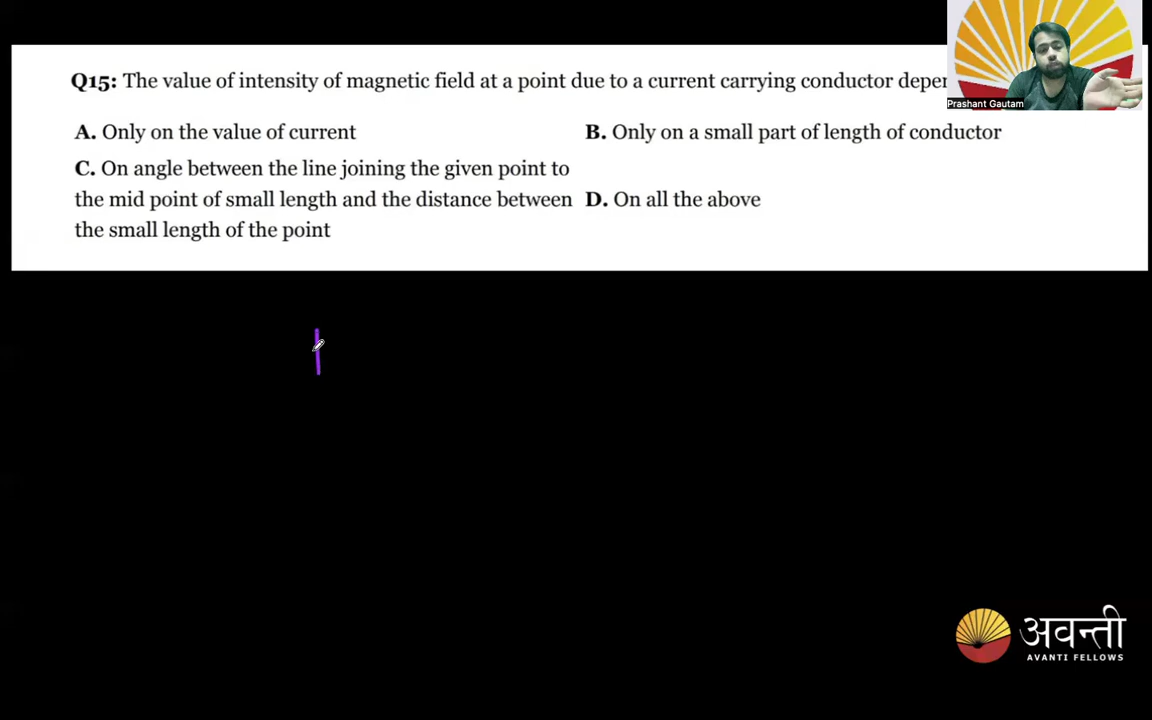 Q15: The value of intensity of magnetic field at a point due to a current carrying conductor
Prashant Gautam
A. Only on the value of current
B. Only on a small part of length of conductor
C. On angle between the line joining the given point to
the mid point of small length and the distance between
the small length of the point
D. On all the above
अवन्ती
AVANTI FELLOWS